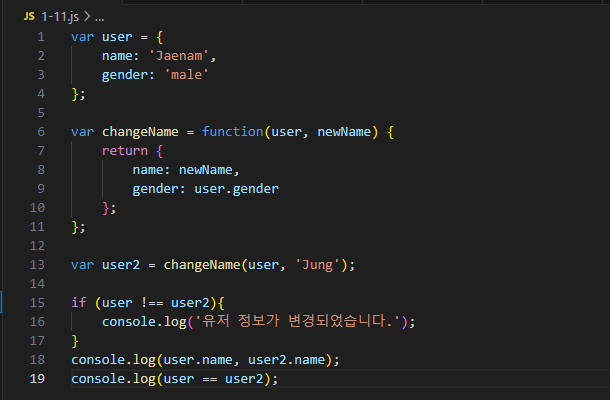 JS 1-11.js > ...
1 var user = {
2     name: 'Jaenam',
3     gender: 'male'
4 };
5
6 var changeName = function(user, newName) {
7     return {
8         name: newName,
9         gender: user.gender
10     };
11 };
12
13 var user2 = changeName(user, 'Jung');
14
15 if (user !== user2){
16     console.log('유저 정보가 변경되었습니다.');
17 }
18 console.log(user.name, user2.name);
19 console.log(user == user2);